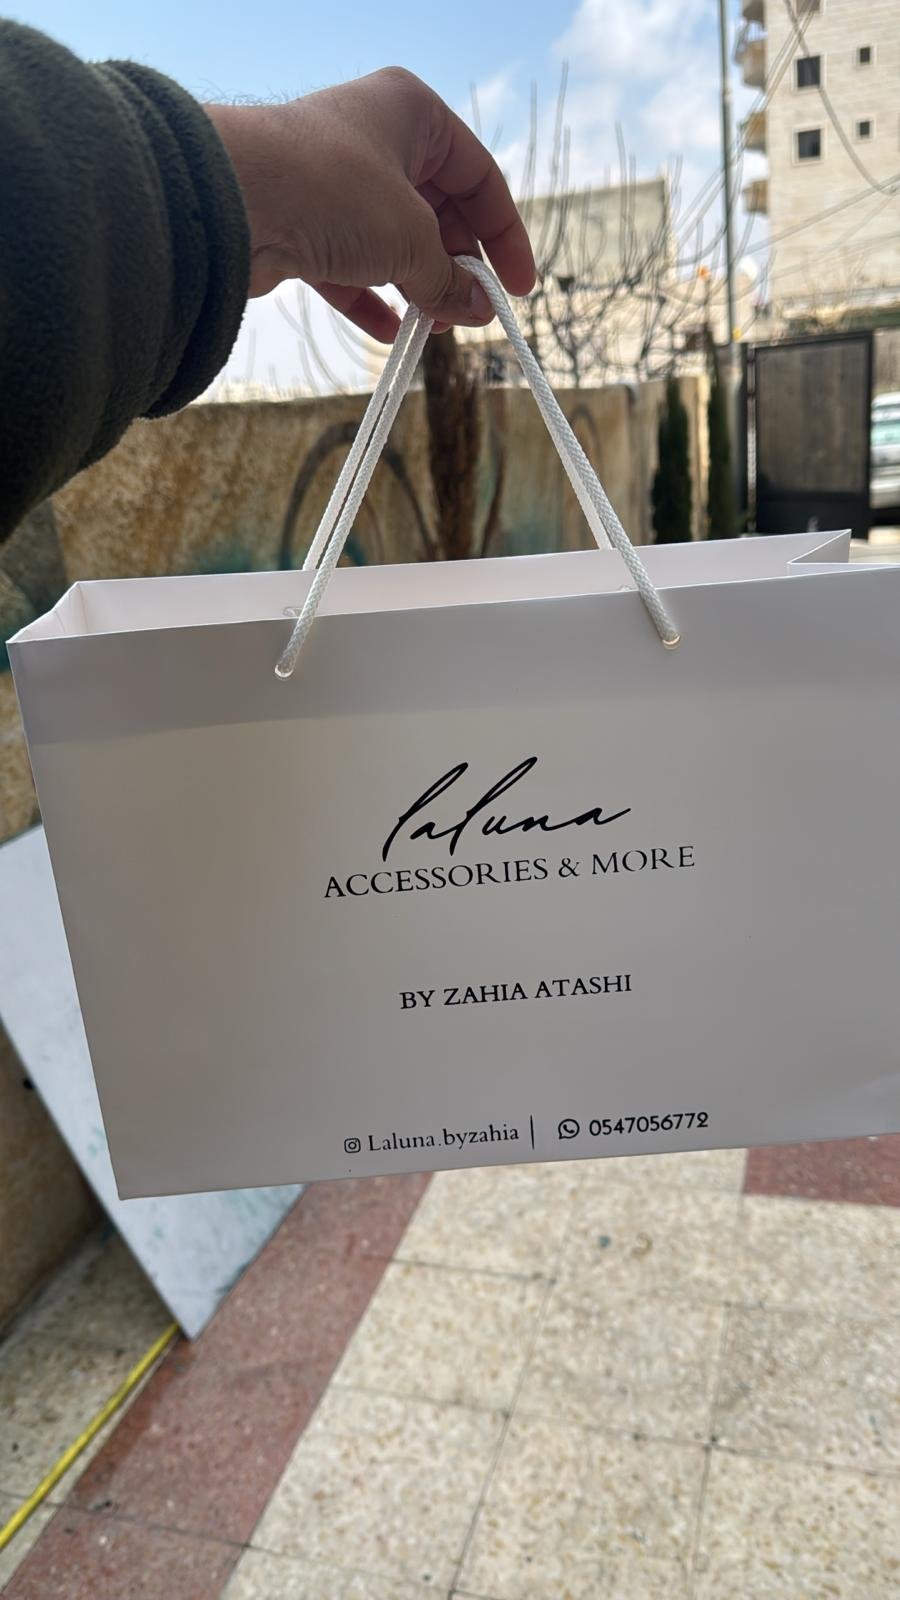 laluna
ACCESSORIES & MORE
BY ZAHIA ATASHI
Laluna.byzahia | 0547056772